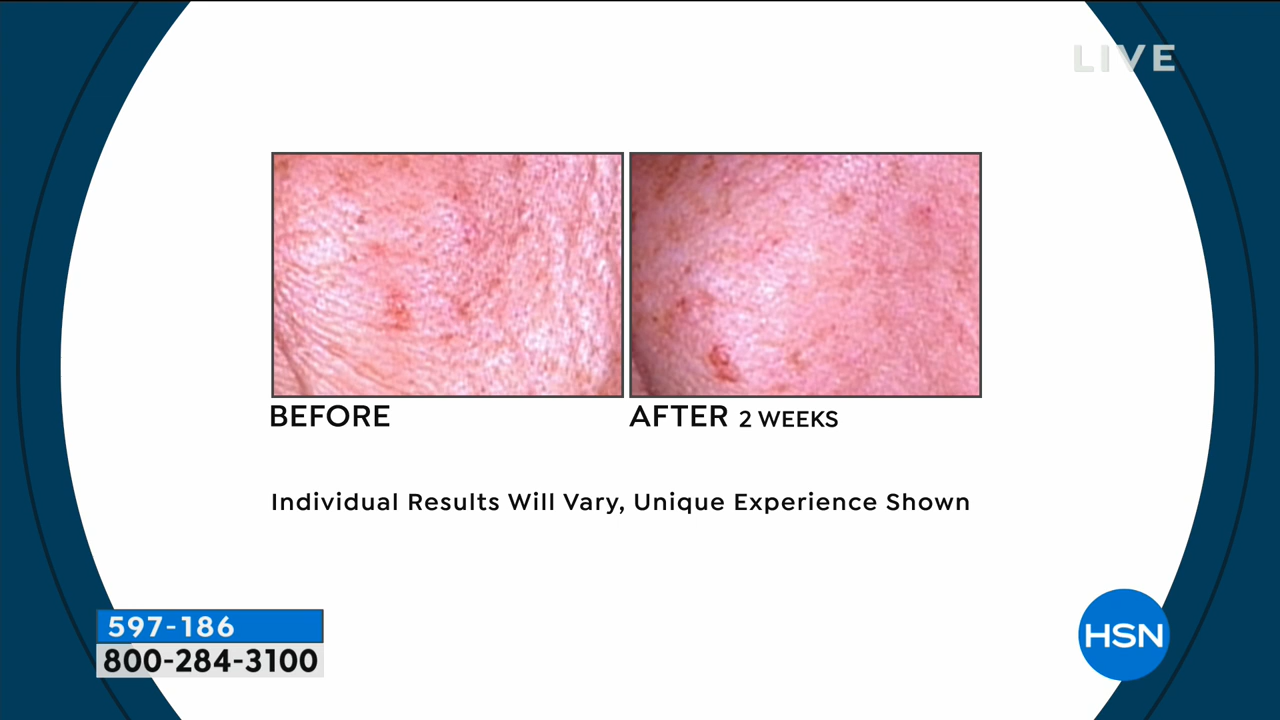 LIVE
BEFORE
AFTER 2 WEEKS
Individual Results Will Vary, Unique Experience Shown
597-186
800-284-3100
HSN